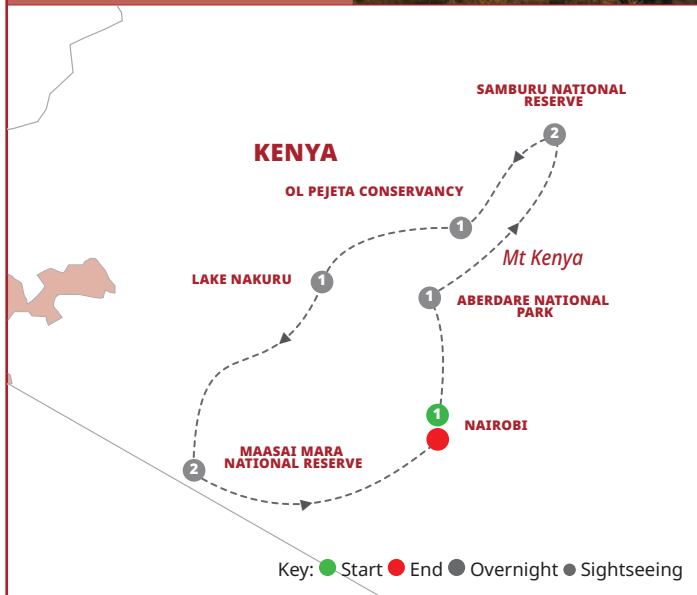 SAMBURU NATIONAL
RESERVE
2
KENYA
OL PEJETA CONSERVANCY
1
Mt Kenya
LAKE NAKURU
1
1
ABERDARE NATIONAL
PARK
1
NAIROBI
MAASAI MARA
NATIONAL RESERVE
2
Key: Start End Overnight Sightseeing